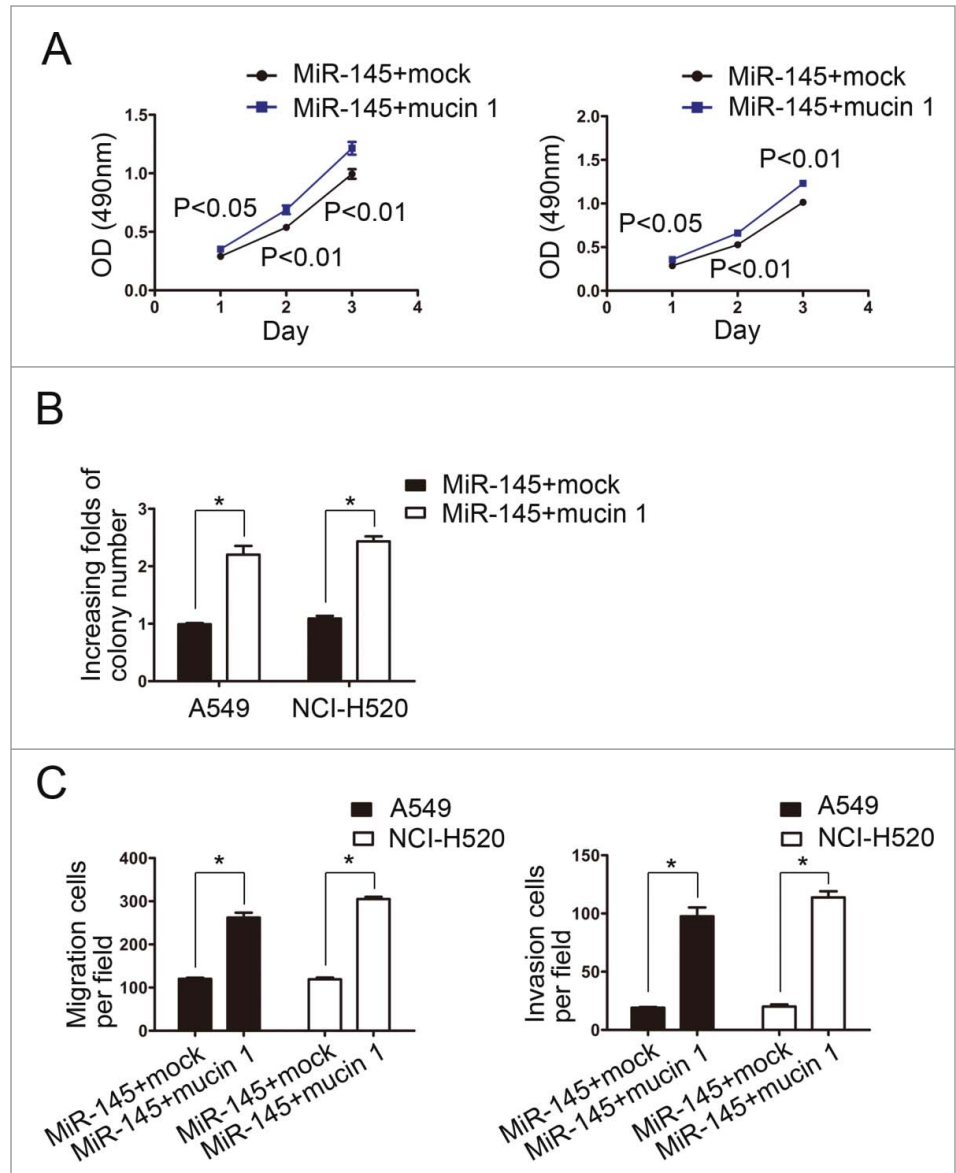 A
MiR-145+mock
MiR-145+mucin 1
OD (490nm)
1.5
1.0
0.5
0.0
P<0.05
P<0.01
P<0.01
0 1 2 3 4
Day
MiR-145+mock
MiR-145+mucin 1
OD (490nm)
2.0
1.5
1.0
0.5
0.0
P<0.01
P<0.05
P<0.01
0 1 2 3 4
Day
B
MiR-145+mock
MiR-145+mucin 1
Increasing folds of
colony number
3
2
1
0
* *
A549 NCI-H520
C
A549
NCI-H520
Migration cells
per field
400
300
200
100
0
* *
MiR-145+mock
MiR-145+mucin 1
MiR-145+mock
MiR-145+mucin 1
A549
NCI-H520
Invasion cells
per field
150
100
50
0
* *
MiR-145+mock
MiR-145+mucin 1
MiR-145+mock
MiR-145+mucin 1